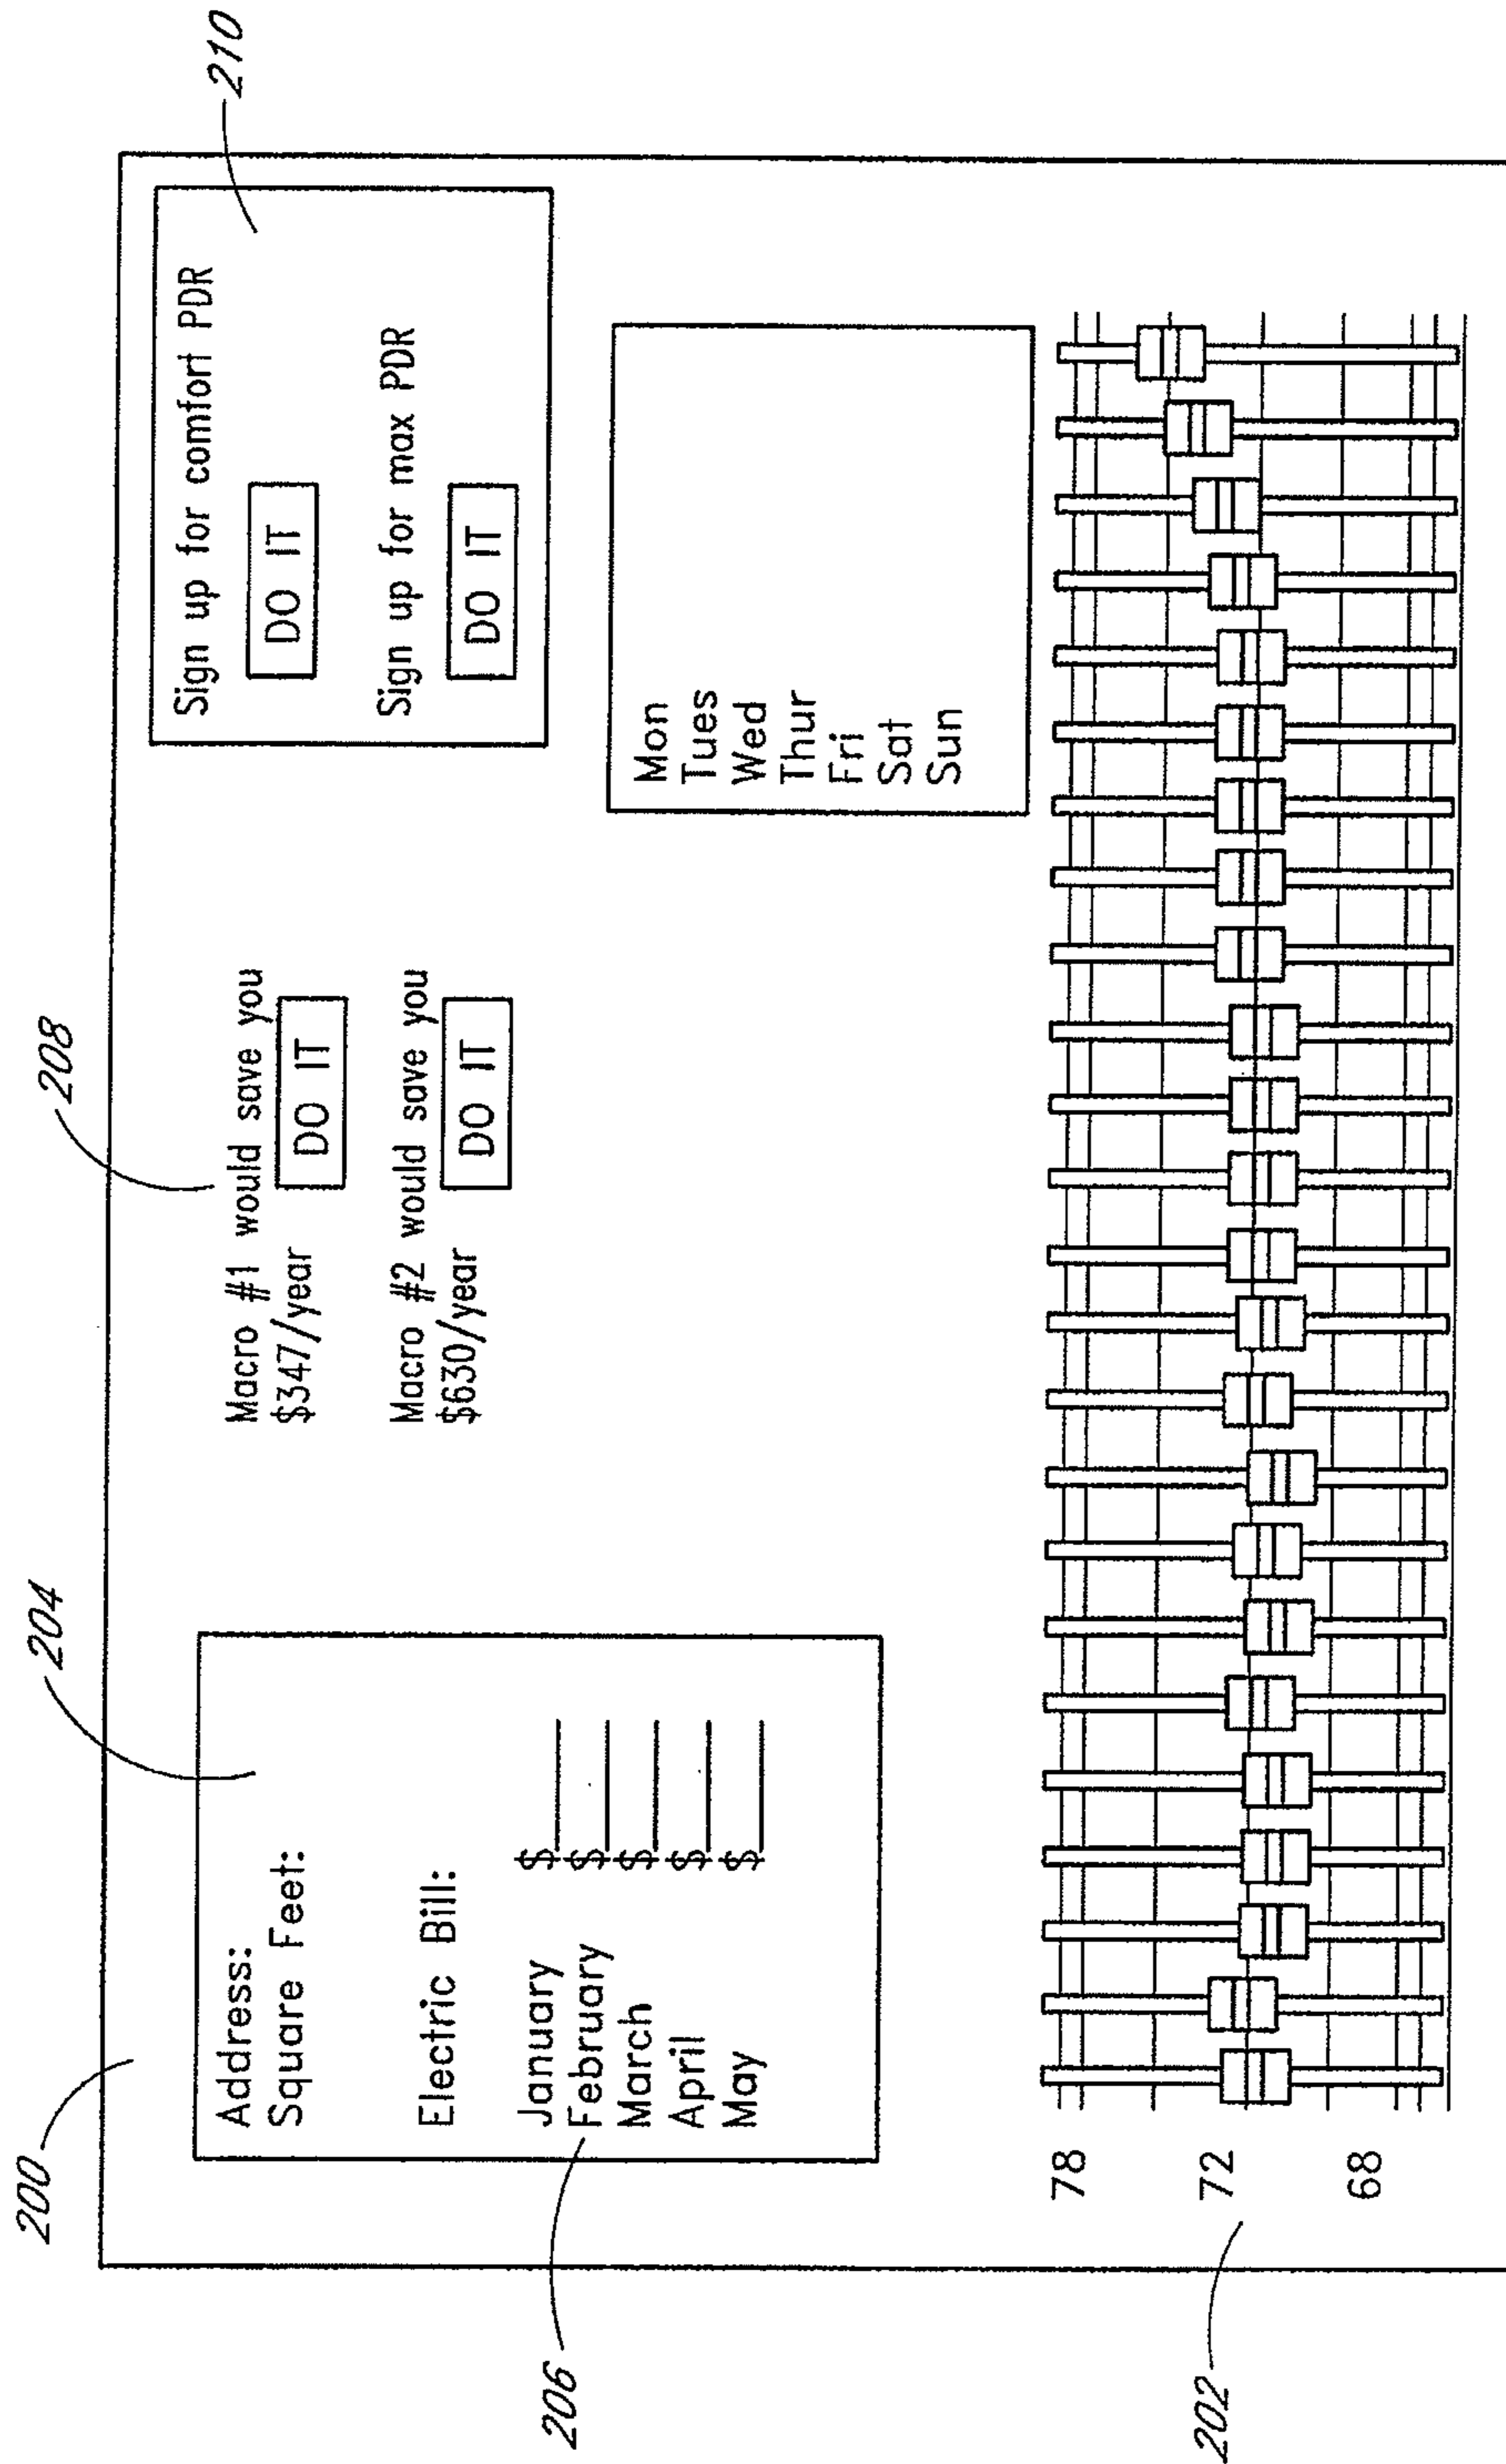 200
204
208
210
Address:
Square Feet:
Electric Bill:
January $
February $
March $
April $
May $
206
Macro #1 would save you
$347/year DO IT
Macro #2 would save you
$630/year DO IT
Sign up for comfort PDR
DO IT
Sign up for max PDR
DO IT
Mon
Tues
Wed
Thur
Fri
Sat
Sun
78
72
68
202